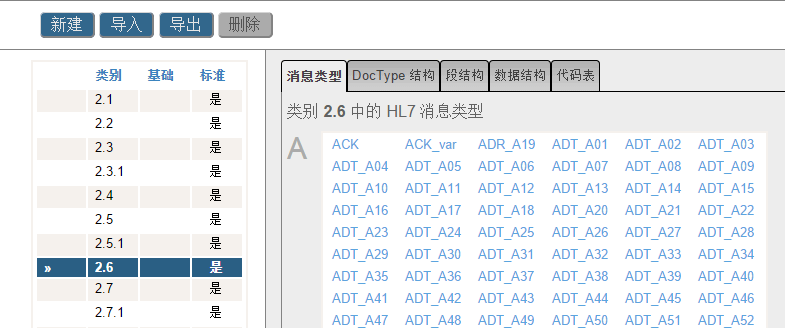 新建 导入 导出 删除
类别 基础 标准
2.1 是
2.2 是
2.3 是
2.3.1 是
2.4 是
2.5 是
2.5.1 是
» 2.6 是
2.7 是
2.7.1 是
消息类型 DocType 结构 段结构 数据结构 代码表
类别 2.6 中的 HL7 消息类型
A
ACK ACK_var ADR_A19 ADT_A01 ADT_A02 ADT_A03
ADT_A04 ADT_A05 ADT_A06 ADT_A07 ADT_A08 ADT_A09
ADT_A10 ADT_A11 ADT_A12 ADT_A13 ADT_A14 ADT_A15
ADT_A16 ADT_A17 ADT_A18 ADT_A20 ADT_A21 ADT_A22
ADT_A23 ADT_A24 ADT_A25 ADT_A26 ADT_A27 ADT_A28
ADT_A29 ADT_A30 ADT_A31 ADT_A32 ADT_A33 ADT_A34
ADT_A35 ADT_A36 ADT_A37 ADT_A38 ADT_A39 ADT_A40
ADT_A41 ADT_A42 ADT_A43 ADT_A44 ADT_A45 ADT_A46
ADT_A47 ADT_A48 ADT_A49 ADT_A50 ADT_A51 ADT_A52